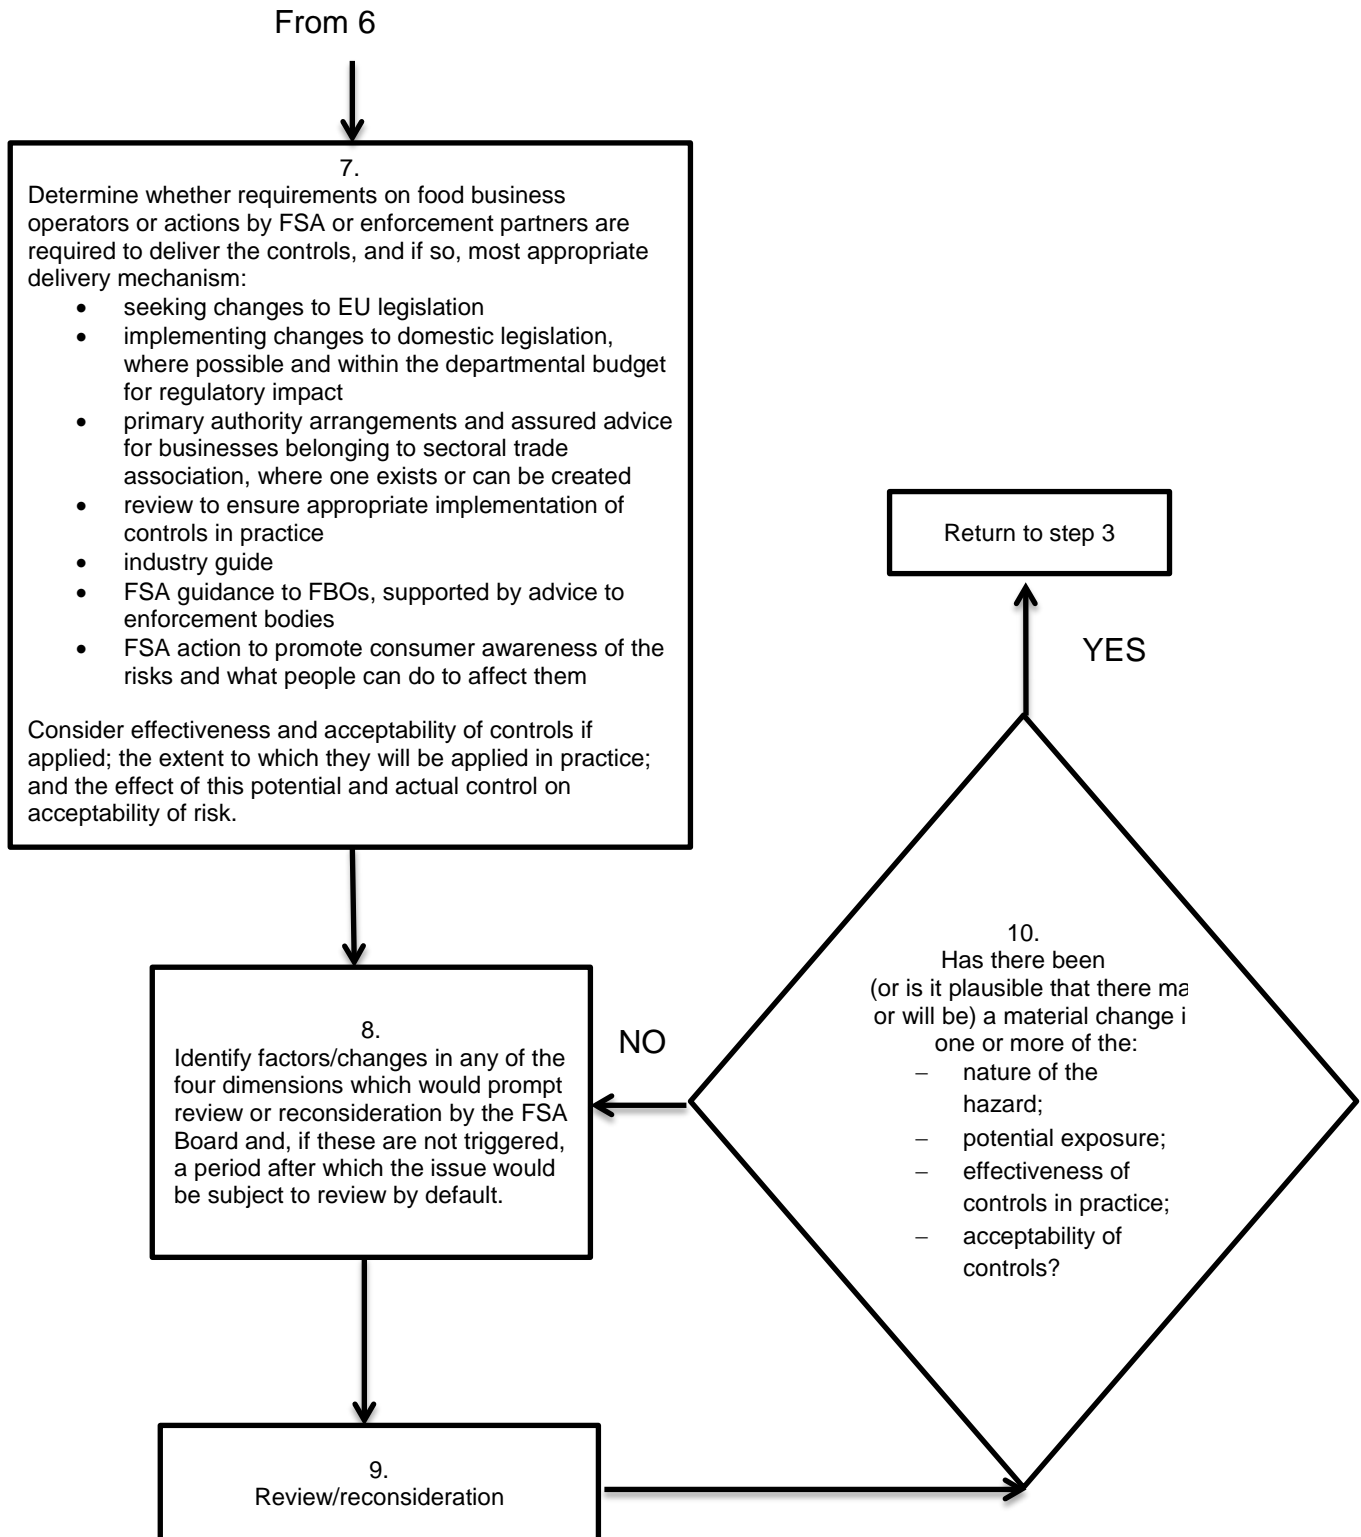 From 6
7.
Determine whether requirements on food business
operators or actions by FSA or enforcement partners are
required to deliver the controls, and if so, most appropriate
delivery mechanism:
• seeking changes to EU legislation
• implementing changes to domestic legislation,
where possible and within the departmental budget
for regulatory impact
• primary authority arrangements and assured advice
for businesses belonging to sectoral trade
association, where one exists or can be created
• review to ensure appropriate implementation of
controls in practice
• industry guide
• FSA guidance to FBOs, supported by advice to
enforcement bodies
• FSA action to promote consumer awareness of the
risks and what people can do to affect them
Consider effectiveness and acceptability of controls if
applied; the extent to which they will be applied in practice;
and the effect of this potential and actual control on
acceptability of risk.
8.
Identify factors/changes in any of the
four dimensions which would prompt
review or reconsideration by the FSA
Board and, if these are not triggered,
a period after which the issue would
be subject to review by default.
9.
Review/reconsideration
10.
Has there been
(or is it plausible that there ma
or will be) a material change i
one or more of the:
– nature of the
hazard;
– potential exposure;
– effectiveness of
controls in practice;
– acceptability of
controls?
NO
YES
Return to step 3